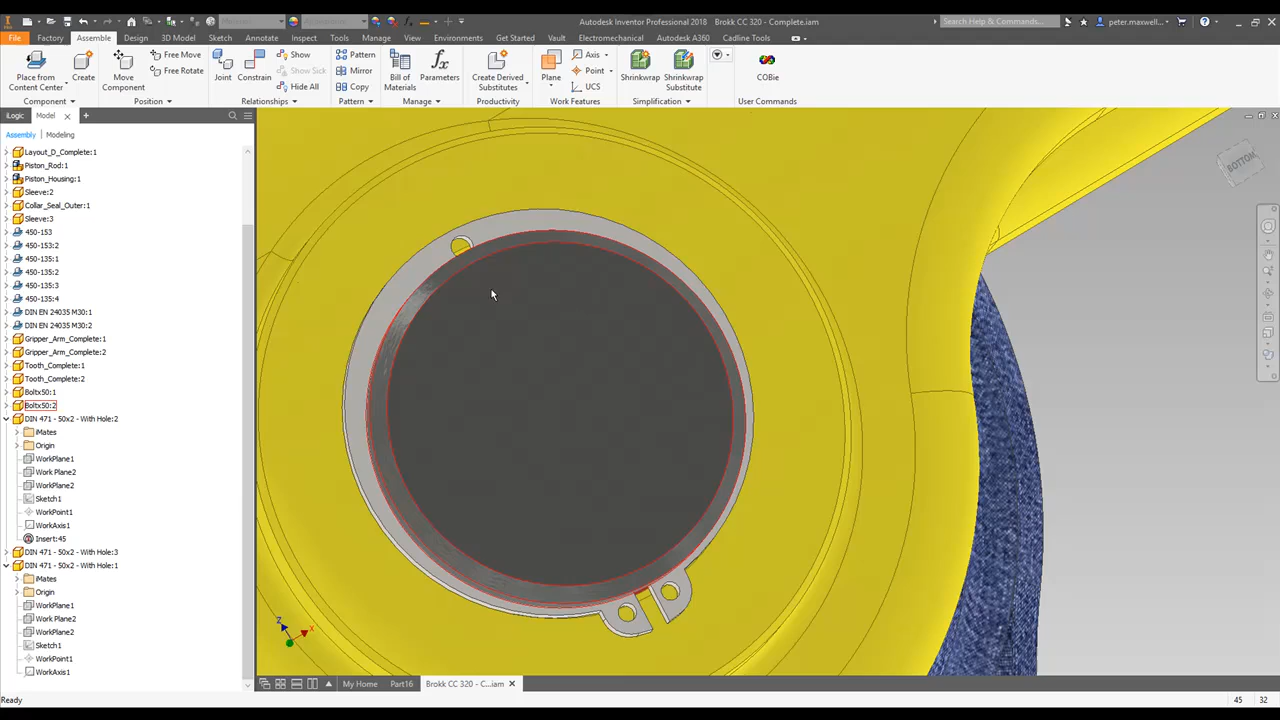 Autodesk Inventor Professional 2018 - Brokk CC 320 - Complete.iam
Search Help & Commands...
peter.maxwell...
File
Factory
Assemble
Design
3D Model
Sketch
Annotate
Inspect
Tools
Manage
View
Environments
Get Started
Vault
Electromechanical
Autodesk A360
Cadline Tools
Place from
Content Center
Create
Move
Component
Free Move
Free Rotate
Joint
Constrain
Show
Show Sick
Hide All
Pattern
Mirror
Copy
Bill of
Materials
Parameters
Create Derived
Substitutes
Plane
Axis
Point
UCS
Shrinkwrap
Shrinkwrap
Substitute
COBie
Component
Position
Relationships
Pattern
Manage
Productivity
Work Features
Simplification
User Commands
iLogic
Model
Assembly
Modeling
Layout_D_Complete:1
Piston_Rod:1
Piston_Housing:1
Sleeve:2
Collar_Seal_Outer:1
Sleeve:3
450-153
450-153:2
450-135:1
450-135:2
450-135:3
450-135:4
DIN EN 24035 M30:1
DIN EN 24035 M30:2
Gripper_Arm_Complete:1
Gripper_Arm_Complete:2
Tooth_Complete:1
Tooth_Complete:2
Boltx50:1
Boltx50:2
DIN 471 - 50x2 - With Hole:2
iMates
Origin
WorkPlane1
Work Plane2
WorkPlane2
Sketch1
WorkPoint1
WorkAxis1
Insert:45
DIN 471 - 50x2 - With Hole:3
DIN 471 - 50x2 - With Hole:1
iMates
Origin
WorkPlane1
Work Plane2
WorkPlane2
Sketch1
WorkPoint1
WorkAxis1
BOTTOM
Z
X
My Home
Part16
Brokk CC 320 - C...iam
Ready
45
32